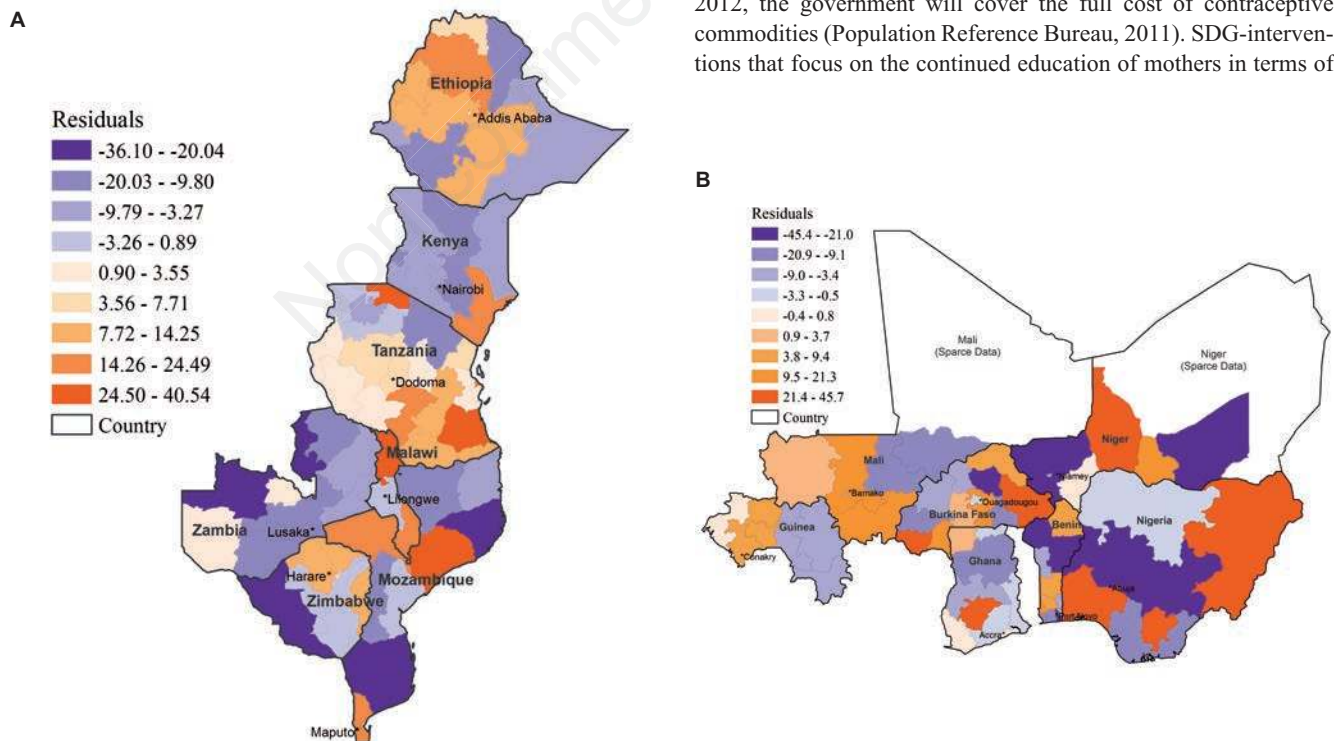 2012, the government will cover the full cost of contraceptive
commodities (Population Reference Bureau, 2011). SDG-interven-
tions that focus on the continued education of mothers in terms of
A
Residuals
-36.10 - -20.04
-20.03 - -9.80
-9.79 - -3.27
-3.26 - 0.89
0.90 - 3.55
3.56 - 7.71
7.72 - 14.25
14.26 - 24.49
24.50 - 40.54
Country
Ethiopia
*Addis Ababa
Kenya
*Nairobi
Tanzania
*Dodoma
Malawi
*Lilongwe
Zambia
Lusaka*
Harare*
Mozambique
Zimbabwe
Maputo*
B
Residuals
-45.4 - -21.0
-20.9 - -9.1
-9.0 - -3.4
-3.3 - -0.5
-0.4 - 0.8
0.9 - 3.7
3.8 - 9.4
9.5 - 21.3
21.4 - 45.7
Country
Mali
(Sparce Data)
Niger
(Sparce Data)
Niger
Mali
*Niamey
*Bamako
*Ouagadougou
Burkina Faso
Guinea
Benin
Nigeria
*Conakry
Ghana
*Abuja
*Port-Novo
Accra*